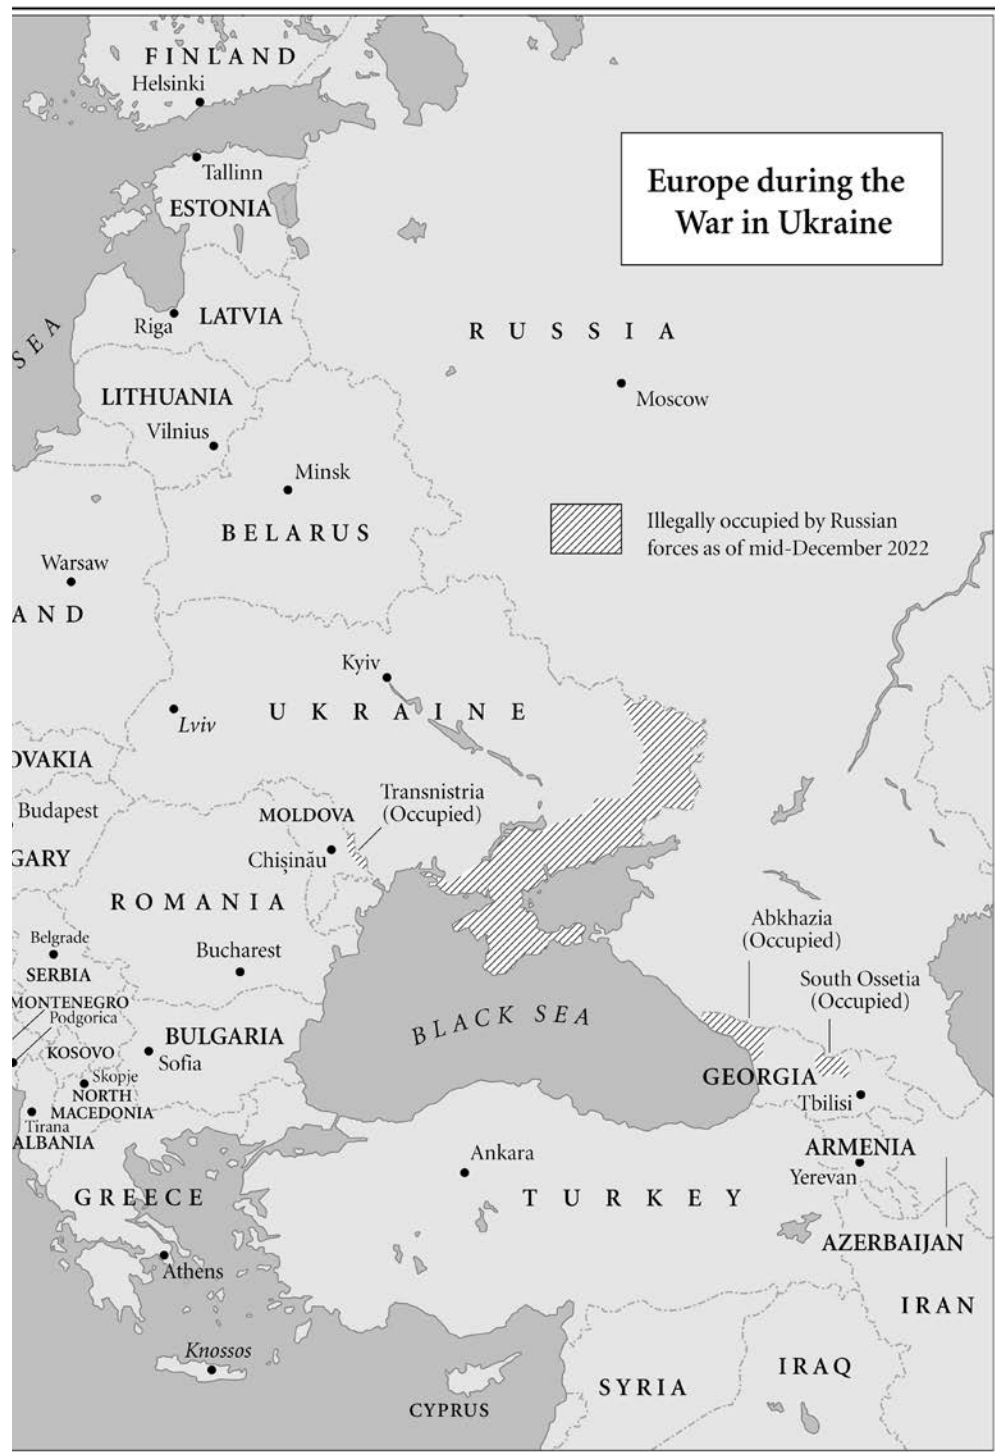 FINLAND
Helsinki
Tallinn
ESTONIA
Europe during the
War in Ukraine
Riga
LATVIA
SEA
RUSSIA
Moscow
LITHUANIA
Vilnius
Minsk
BELARUS
Illegally occupied by Russian
forces as of mid-December 2022
Warsaw
AND
Kyiv
Lviv
UKRAINE
OVAKIA
Budapest
GARY
MOLDOVA
Transnistria
(Occupied)
Chișinău
ROMANIA
Bucharest
Belgrade
SERBIA
MONTENEGRO
Podgorica
KOSOVO
BULGARIA
Sofia
Skopje
NORTH
MACEDONIA
Tirana
ALBANIA
BLACK SEA
Abkhazia
(Occupied)
South Ossetia
(Occupied)
GEORGIA
Tbilisi
ARMENIA
Yerevan
AZERBAIJAN
Ankara
TURKEY
GREECE
Athens
Knossos
CYPRUS
SYRIA
IRAQ
IRAN